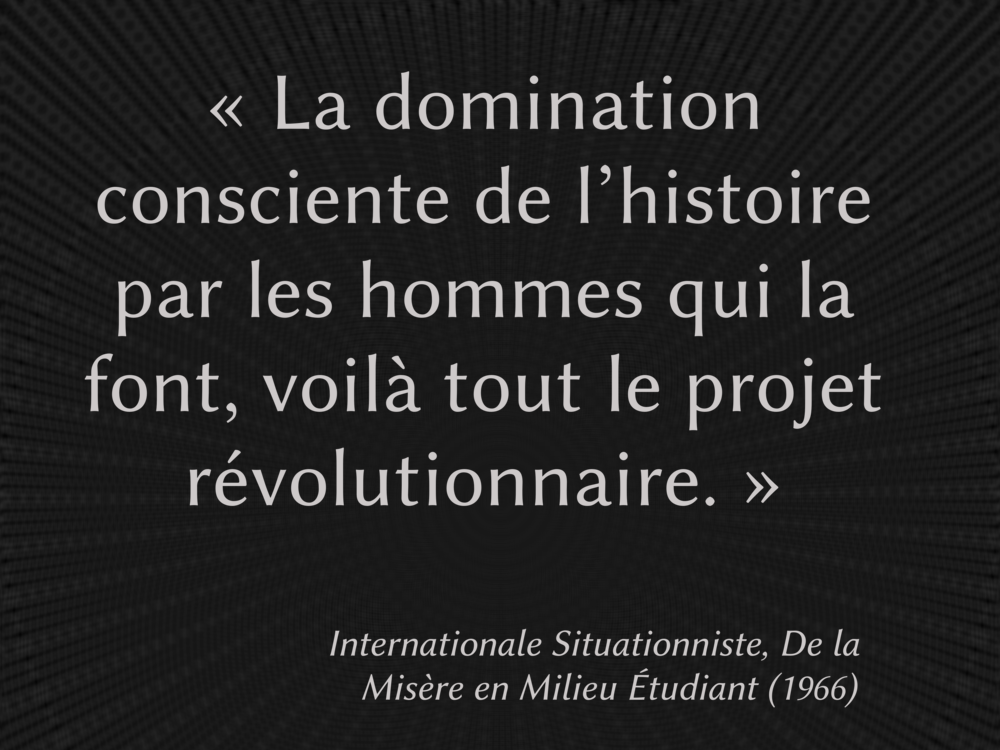 « La domination
consciente de l’histoire
par les hommes qui la
font, voilà tout le projet
révolutionnaire. »
Internationale Situationniste, De la
Misère en Milieu Étudiant (1966)